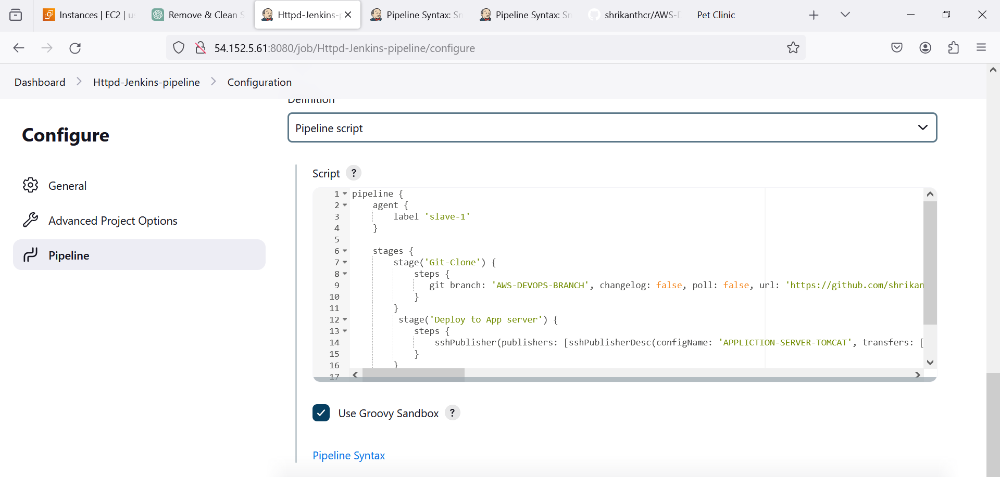 Instances | EC2 | us
Remove & Clean S
Httpd-Jenkins-p
Pipeline Syntax: Sn
Pipeline Syntax: Sn
shrikanthcr/AWS-D
Pet Clinic
54.152.5.61:8080/job/Httpd-Jenkins-pipeline/configure
Dashboard > Httpd-Jenkins-pipeline > Configuration
Definition
Configure
Pipeline script
General
Advanced Project Options
Pipeline
Script ?
1 pipeline {
2 agent {
3 label 'slave-1'
4 }
5
6 stages {
7 stage('Git-Clone') {
8 steps {
9 git branch: 'AWS-DEVOPS-BRANCH', changelog: false, poll: false, url: 'https://github.com/shrikan
10 }
11 }
12 stage('Deploy to App server') {
13 steps {
14 sshPublisher(publishers: [sshPublisherDesc(configName: 'APPLICTION-SERVER-TOMCAT', transfers: [
15 }
16 }
17
Use Groovy Sandbox ?
Pipeline Syntax